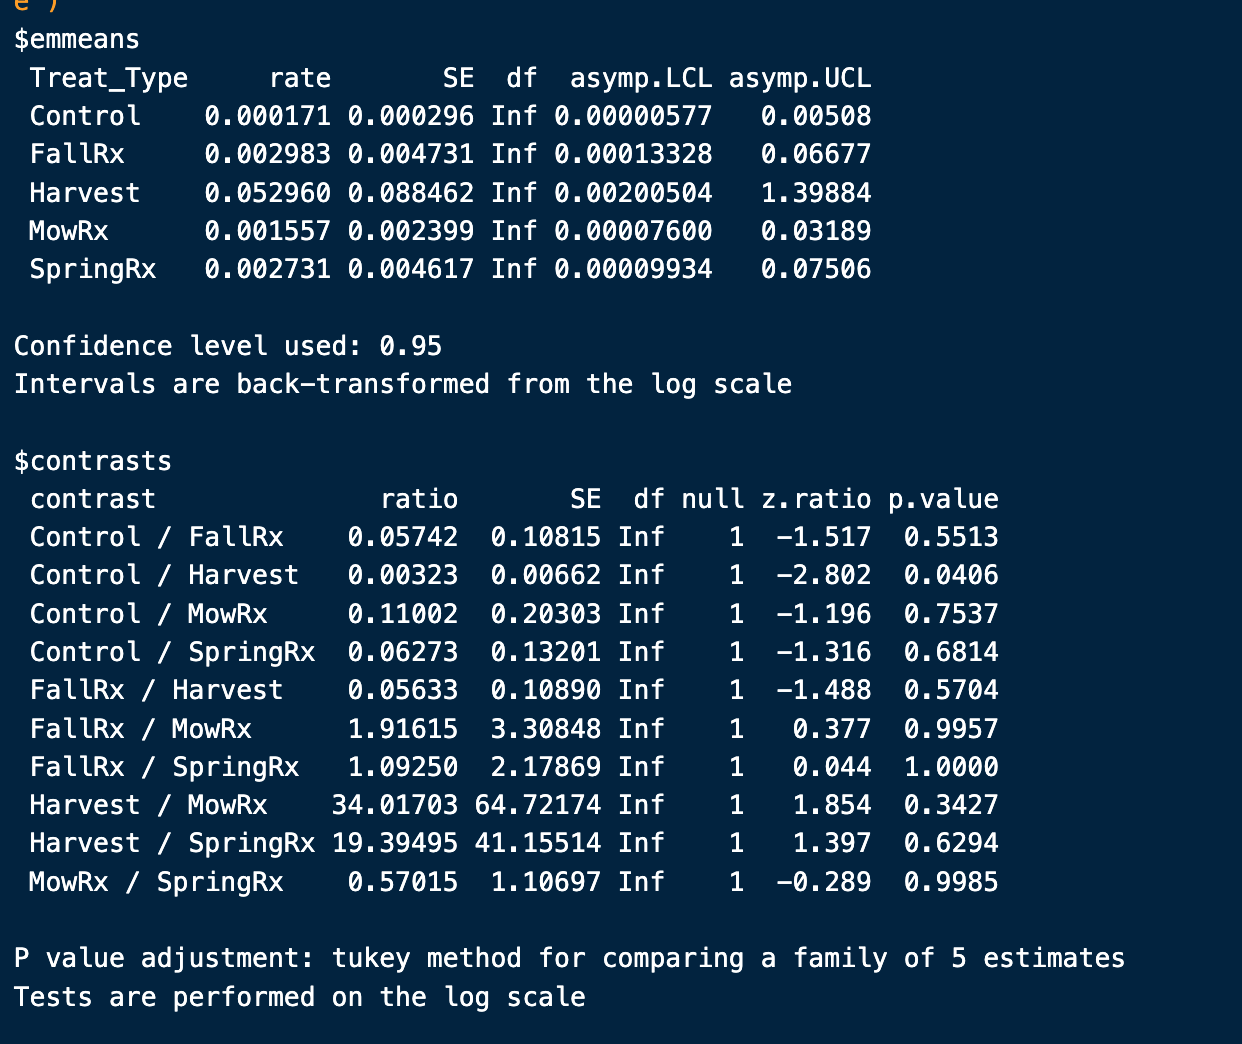 e )
$emmeans
Treat_Type rate SE df asymp.LCL asymp.UCL
Control 0.000171 0.000296 Inf 0.00000577 0.00508
FallRx 0.002983 0.004731 Inf 0.00013328 0.06677
Harvest 0.052960 0.088462 Inf 0.00200504 1.39884
MowRx 0.001557 0.002399 Inf 0.00007600 0.03189
SpringRx 0.002731 0.004617 Inf 0.00009934 0.07506
Confidence level used: 0.95
Intervals are back-transformed from the log scale
$contrasts
contrast ratio SE df null z.ratio p.value
Control / FallRx 0.05742 0.10815 Inf 1 -1.517 0.5513
Control / Harvest 0.00323 0.00662 Inf 1 -2.802 0.0406
Control / MowRx 0.11002 0.20303 Inf 1 -1.196 0.7537
Control / SpringRx 0.06273 0.13201 Inf 1 -1.316 0.6814
FallRx / Harvest 0.05633 0.10890 Inf 1 -1.488 0.5704
FallRx / MowRx 1.91615 3.30848 Inf 1 0.377 0.9957
FallRx / SpringRx 1.09250 2.17869 Inf 1 0.044 1.0000
Harvest / MowRx 34.01703 64.72174 Inf 1 1.854 0.3427
Harvest / SpringRx 19.39495 41.15514 Inf 1 1.397 0.6294
MowRx / SpringRx 0.57015 1.10697 Inf 1 -0.289 0.9985
P value adjustment: tukey method for comparing a family of 5 estimates
Tests are performed on the log scale